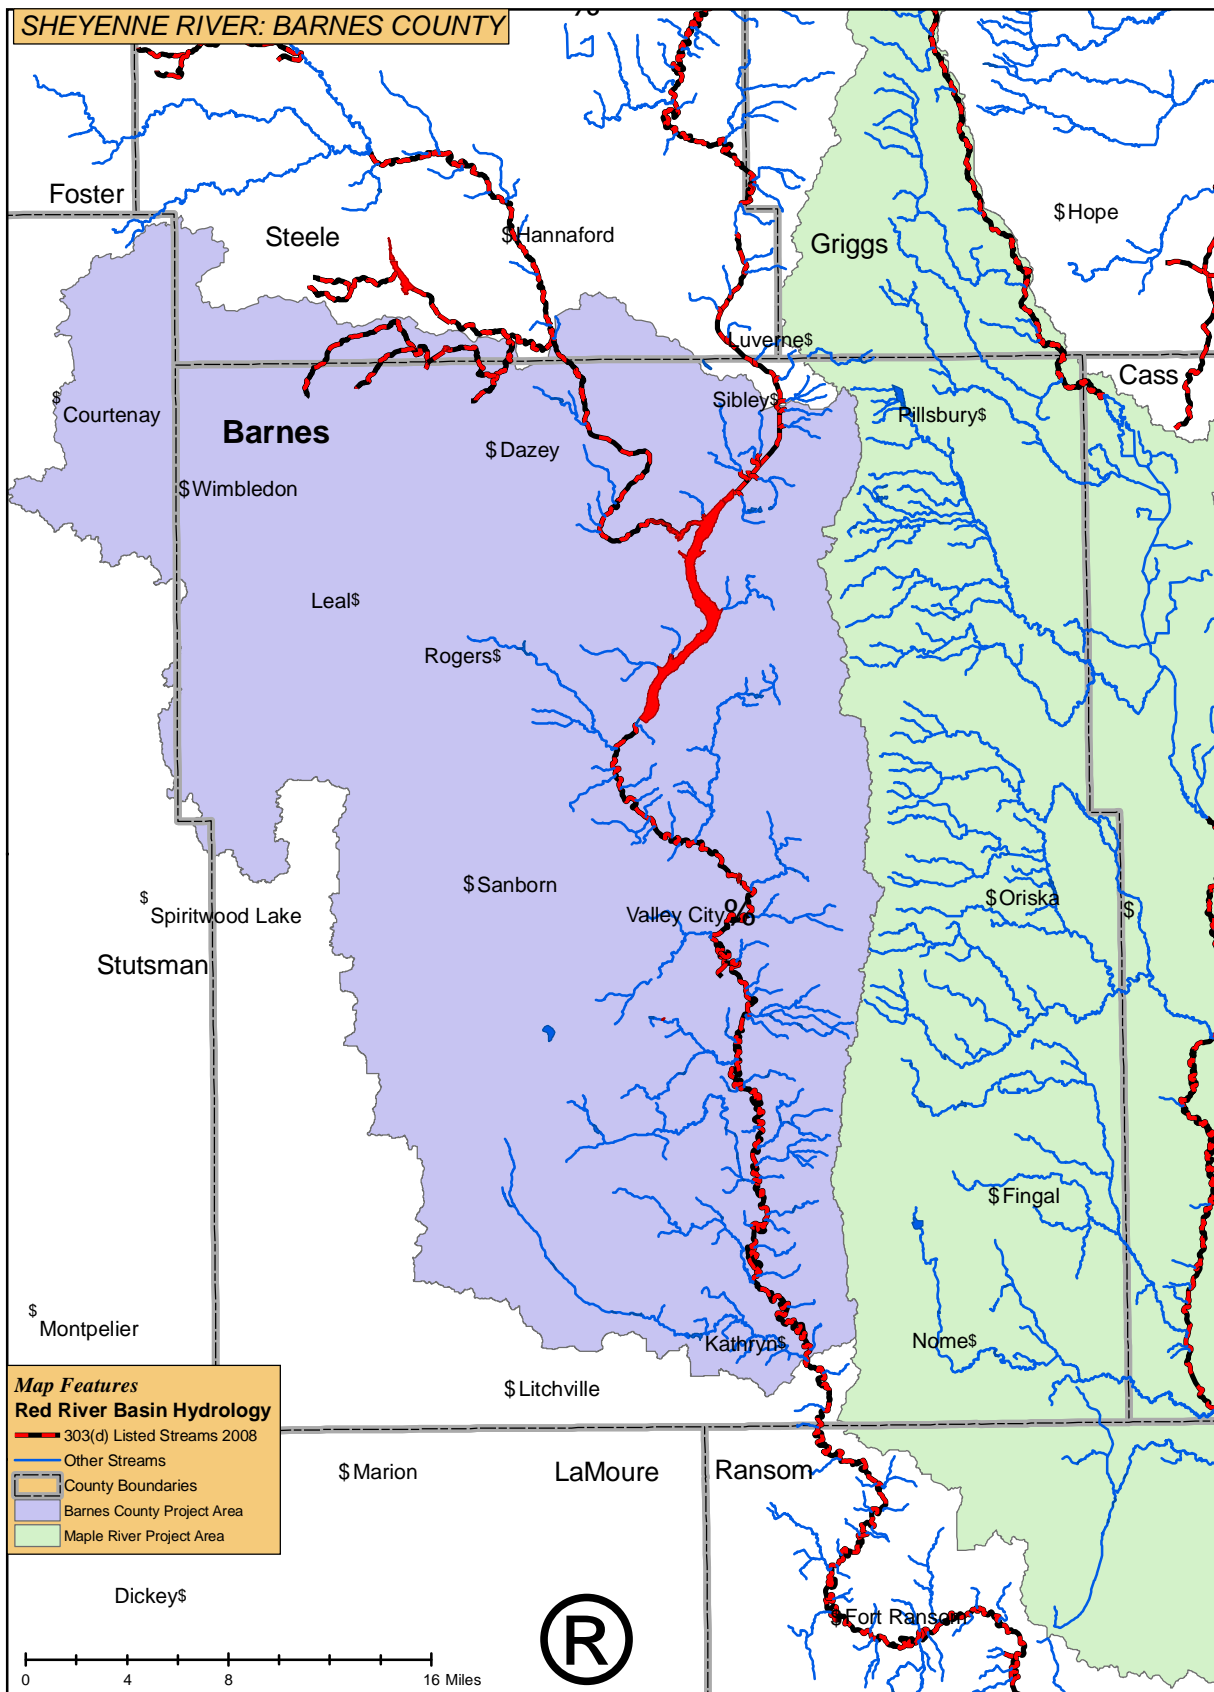 SHEYENNE RIVER: BARNES COUNTY
%
Foster
$Hope
Steele
$Hannaford
Griggs
Luverne$
Cass
$
Courtenay
Sibley$
Pillsbury$
Barnes
$Dazey
$Wimbledon
Leal$
Rogers$
$Sanborn
$
Spiritwood Lake
Valley City%
$Oriska
$
Stutsman
$Fingal
$
Montpelier
Kathryn$
Nome$
$Litchville
Map Features
Red River Basin Hydrology
303(d) Listed Streams 2008
Other Streams
County Boundaries
Barnes County Project Area
Maple River Project Area
$Marion
LaMoure
Ransom
Dickey$
®
$Fort Ransom
0 4 8 16 Miles